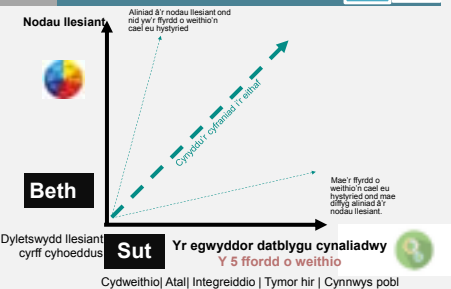 Nodau llesiant
Aliniad â'r nodau llesiant ond
nid yw'r ffyrdd o weithio'n
cael eu hystyried
Cynyddu'r cyfraniad i'r eithaf
Mae'r ffyrdd o
weithio'n cael eu
hystyried ond mae
diffyg aliniad â'r
nodau llesiant.
Beth
Dyletswydd llesiant
cyrff cyhoeddus
Sut
Yr egwyddor datblygu cynaliadwy
Y 5 ffordd o weithio
Cydweithio| Atal| Integreiddio | Tymor hir | Cynnwys pobl